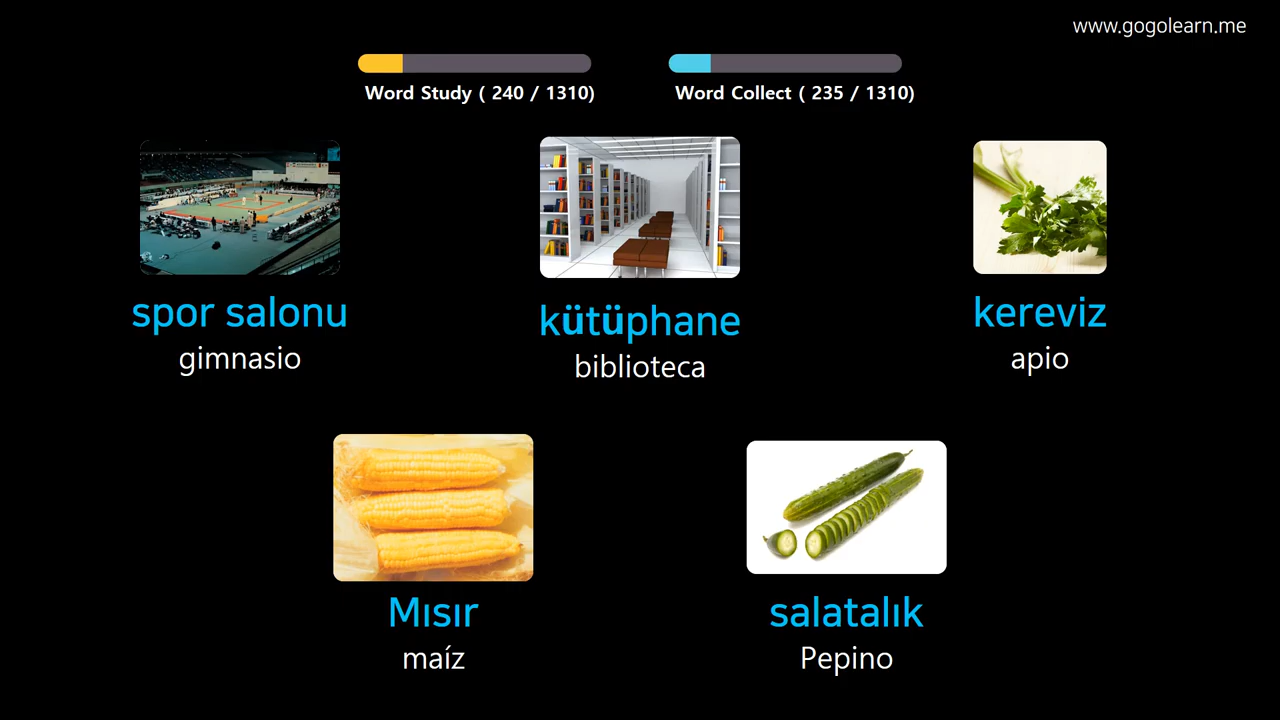 www.gogolearn.me
Word Study ( 240 / 1310)
Word Collect ( 235 / 1310)
spor salonu
gimnasio
kütüphane
biblioteca
kereviz
apio
Mısır
maíz
salatalık
Pepino